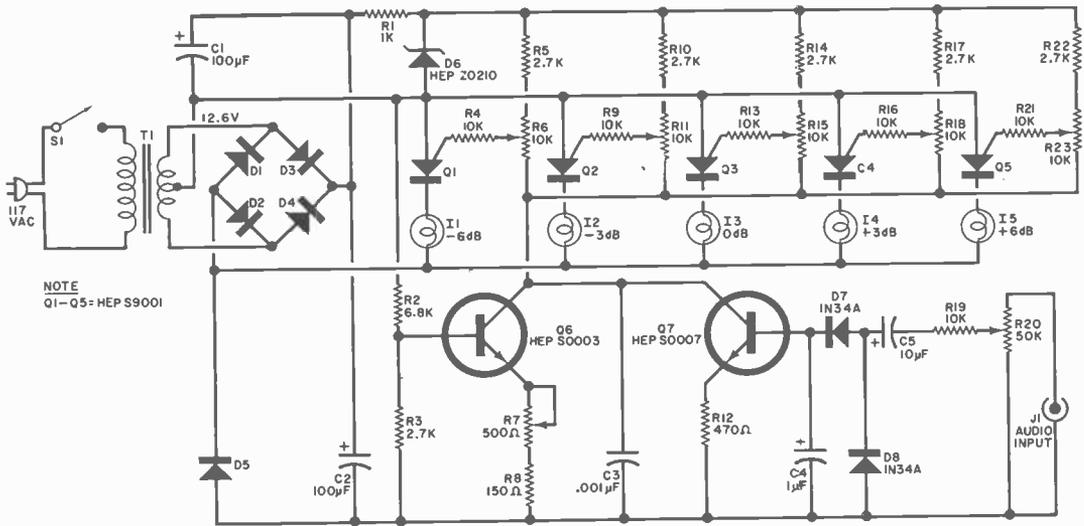 C1
100µF
R1
1K
D6
HEP Z0210
R5
2.7K
R10
2.7K
R14
2.7K
R17
2.7K
R22
2.7K
S1
T1
12.6V
117
VAC
D1
D3
D2
D4
R4
10K
R6
10K
R9
10K
R11
10K
R13
10K
R15
10K
R16
10K
R18
10K
R21
10K
R23
10K
Q1
Q2
Q3
C4
Q5
I1
-6dB
I2
-3dB
I3
0dB
I4
+3dB
I5
+6dB
NOTE
Q1-Q5=HEP S9001
R2
6.8K
Q6
HEP S0003
Q7
HEP S0007
D7
1N34A
C5
10µF
R19
10K
R20
50K
R3
2.7K
R7
500Ω
R8
150Ω
R12
470Ω
C3
.001µF
C4
1µF
D8
1N34A
J1
AUDIO
INPUT
D5
C2
100µF